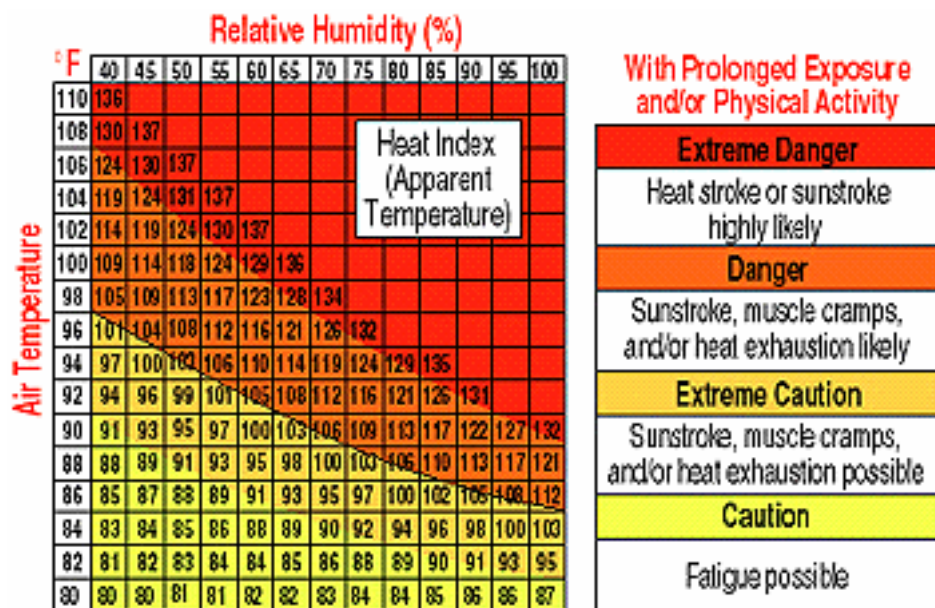 Relative Humidity (%)
°F 40 45 50 55 60 65 70 75 80 85 90 95 100
110 136
108 130 137
106 124 130 137
104 119 124 131 137
102 114 119 124 130 137
100 109 114 118 124 129 136
98 105 109 113 117 123 128 134
96 101 104 108 112 116 121 126 132
94 97 100 102 106 110 114 119 124 129 135
92 94 96 99 101 105 108 112 116 121 126 131
90 91 93 95 97 100 103 106 109 113 117 122 127 132
88 88 89 91 93 95 98 100 103 106 110 113 117 121
86 85 87 88 89 91 93 95 97 100 102 105 108 112
84 83 84 85 86 88 89 90 92 94 96 98 100 103
82 81 82 83 84 84 85 86 88 89 90 91 93 95
80 80 80 81 81 82 82 83 84 84 85 86 86 87
Air Temperature
Heat Index
(Apparent
Temperature)
With Prolonged Exposure
and/or Physical Activity
Extreme Danger
Heat stroke or sunstroke
highly likely
Danger
Sunstroke, muscle cramps,
and/or heat exhaustion likely
Extreme Caution
Sunstroke, muscle cramps,
and/or heat exhaustion possible
Caution
Fatigue possible